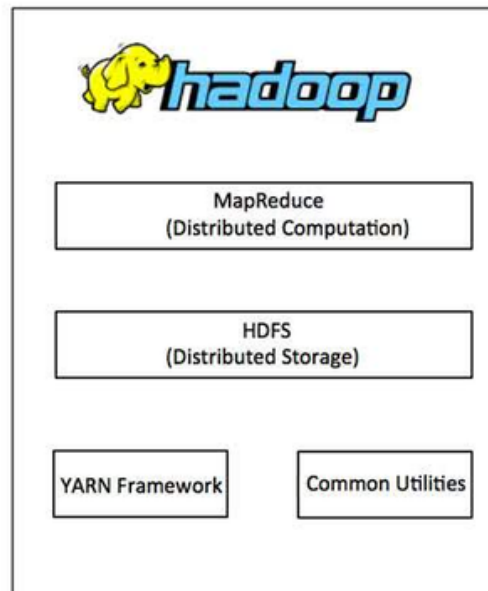 hadoop
MapReduce
(Distributed Computation)
HDFS
(Distributed Storage)
YARN Framework
Common Utilities